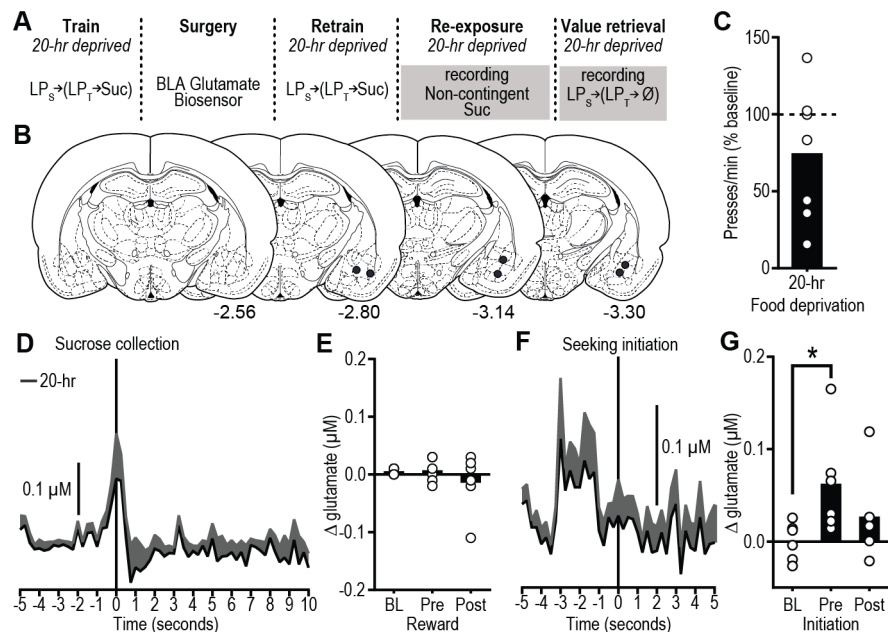 A
Train
20-hr deprived
LPS→(LPT→Suc)
Surgery
BLA Glutamate
Biosensor
Retrain
20-hr deprived
LPS→(LPT→Suc)
Re-exposure
20-hr deprived
recording
Non-contingent
Suc
Value retrieval
20-hr deprived
recording
LPS→(LPT→Ø)
B
-2.56
-2.80
-3.14
-3.30
C
Presses/min (% baseline)
150
100
50
0
20-hr
Food deprivation
D
Sucrose collection
20-hr
0.1 µM
-5 -4 -3 -2 -1 0 1 2 3 4 5 6 7 8 9 10
Time (seconds)
E
Δ glutamate (µM)
0.2
0.1
0.0
-0.1
-0.2
BL Pre Post
Reward
F
Seeking initiation
0.1 µM
-5 -4 -3 -2 -1 0 1 2 3 4 5
Time (seconds)
G
Δ glutamate (µM)
0.2
0.1
0.0
*
BL Pre Post
Initiation